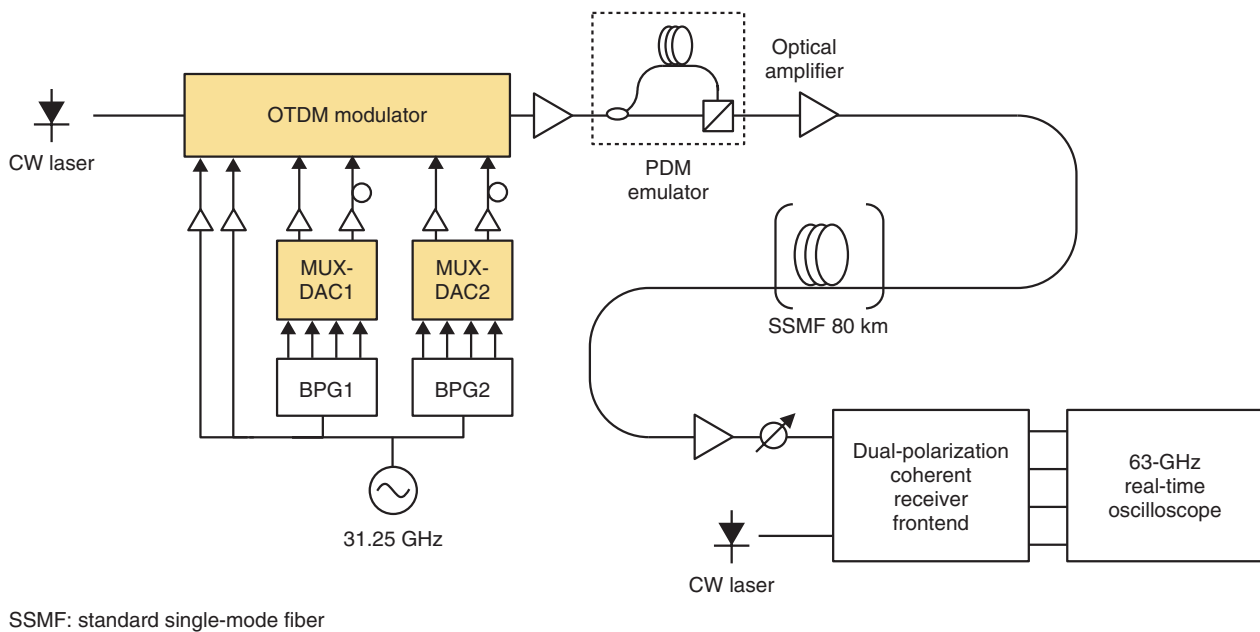 OTDM modulator
CW laser
Optical
amplifier
PDM
emulator
MUX-
DAC1
MUX-
DAC2
BPG1
BPG2
31.25 GHz
SSMF 80 km
Dual-polarization
coherent
receiver
frontend
63-GHz
real-time
oscilloscope
CW laser
SSMF: standard single-mode fiber